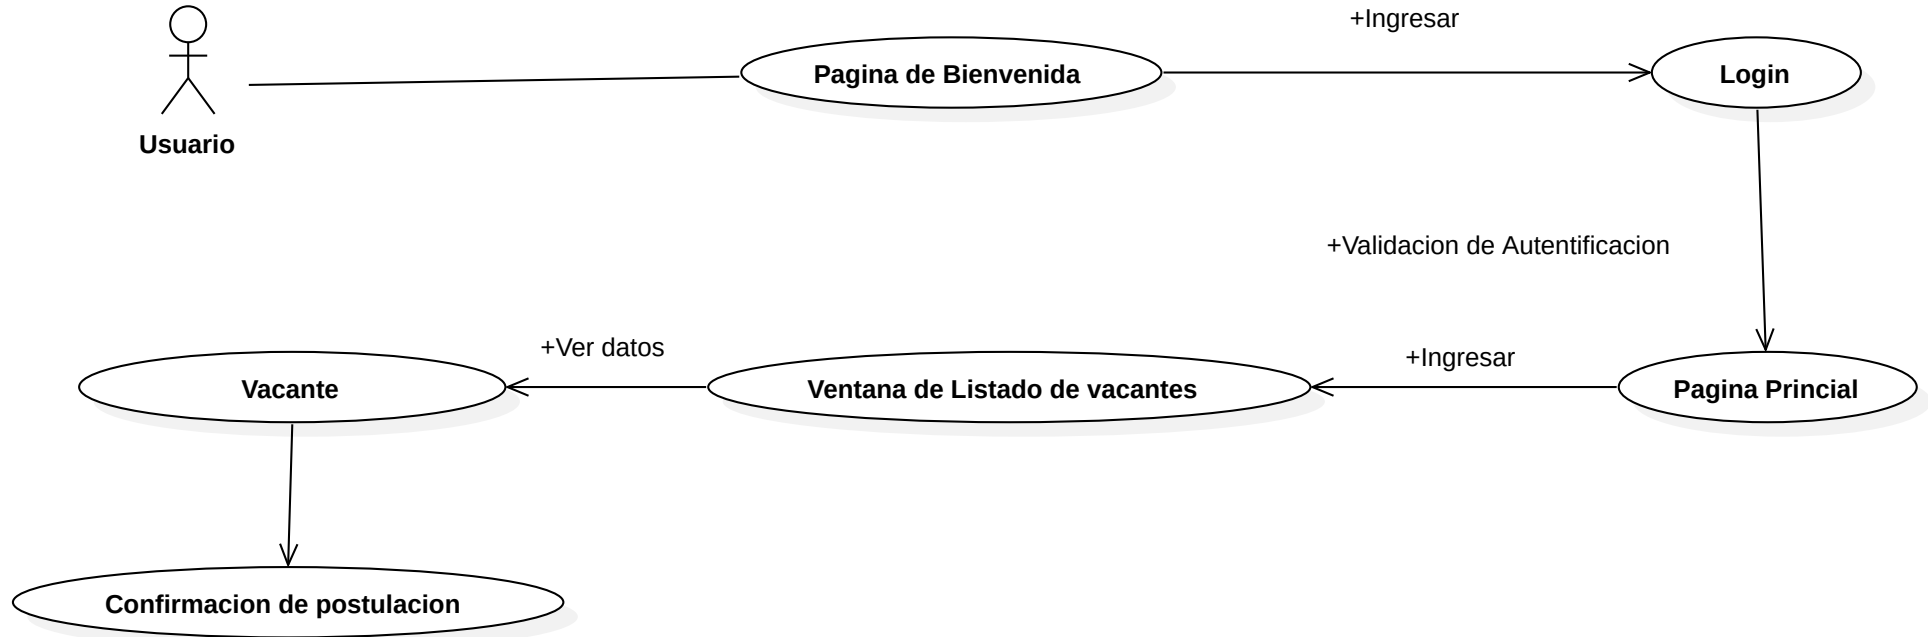 +Ingresar
Pagina de Bienvenida
Login
Usuario
+Validacion de Autentificacion
+Ver datos
+Ingresar
Vacante
Ventana de Listado de vacantes
Pagina Princial
Confirmacion de postulacion